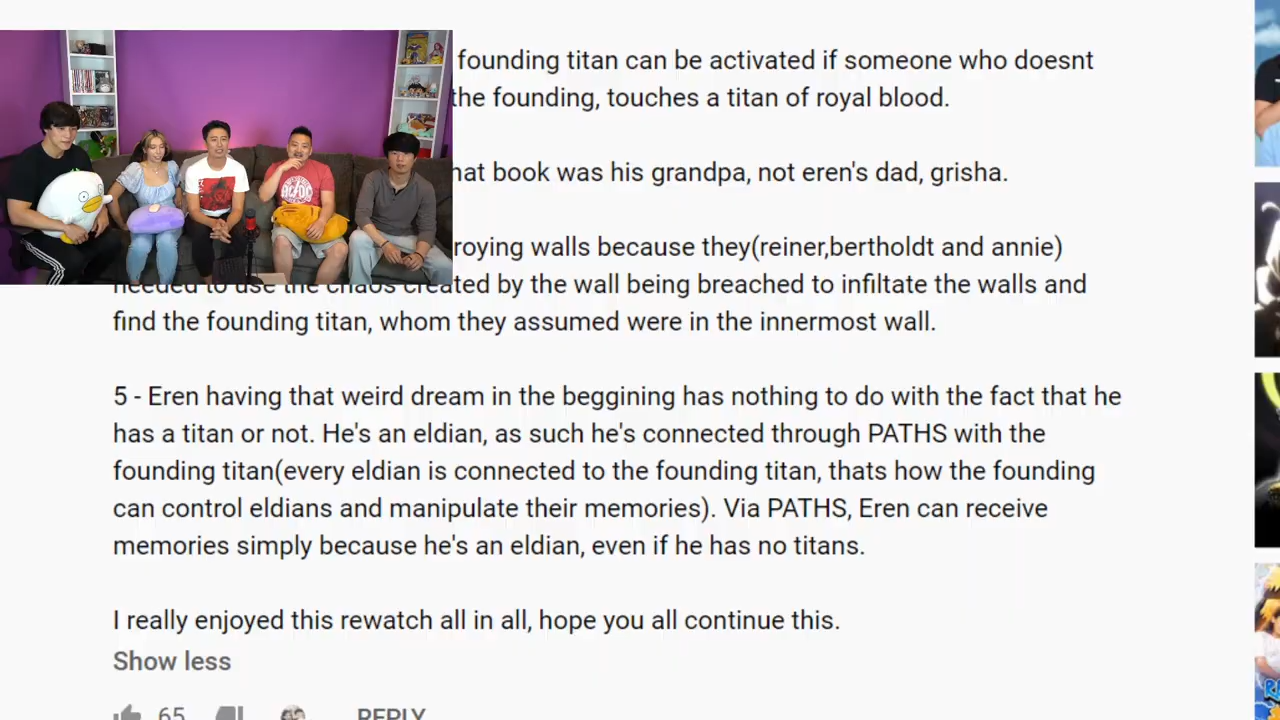 founding titan can be activated if someone who doesnt
the founding, touches a titan of royal blood.
book was his grandpa, not eren's dad, grisha.
walls because they(reiner,bertholdt and annie)
needed to use the chaos created by the wall being breached to infiltate the walls and
find the founding titan, whom they assumed were in the innermost wall.
5 - Eren having that weird dream in the beggining has nothing to do with the fact that he
has a titan or not. He's an eldian, as such he's connected through PATHS with the
founding titan(every eldian is connected to the founding titan, thats how the founding
can control eldians and manipulate their memories). Via PATHS, Eren can receive
memories simply because he's an eldian, even if he has no titans.
I really enjoyed this rewatch all in all, hope you all continue this.
Show less
65 REPLY
AC/DC